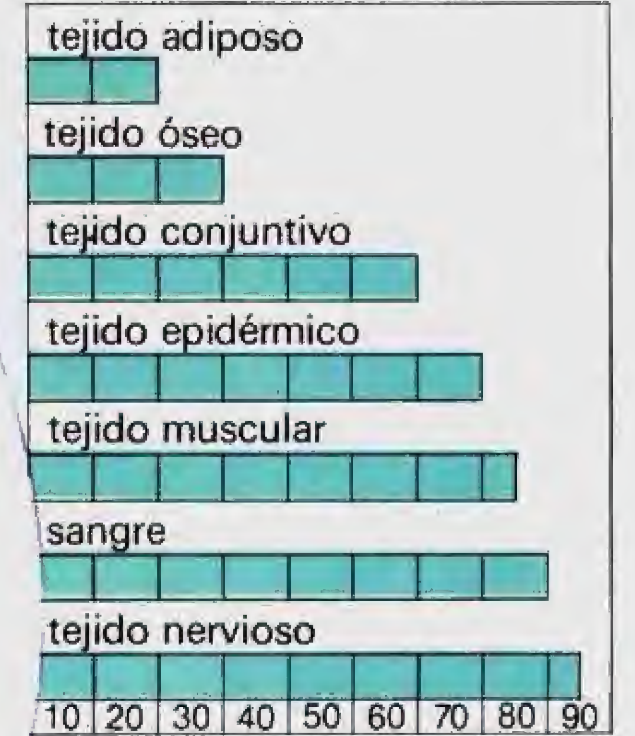 tejido adiposo
tejido óseo
tejido conjuntivo
tejido epidérmico
tejido muscular
sangre
tejido nervioso
10 20 30 40 50 60 70 80 90